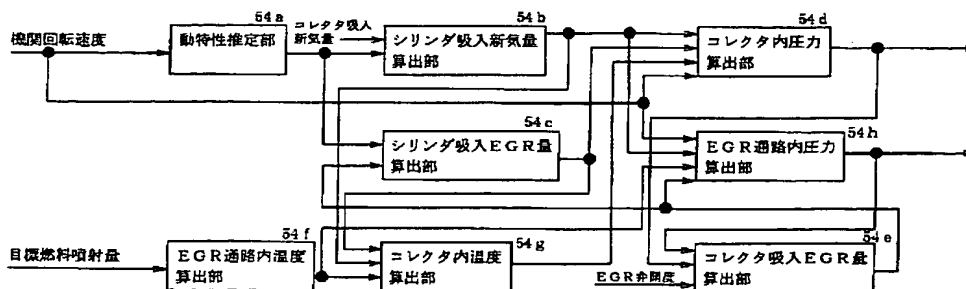 機関回転速度
54a
動特性推定部
コレクタ吸入
新気量
54b
シリンダ吸入新気量
算出部
54d
コレクタ内圧力
算出部
54c
シリンダ吸入EGR量
算出部
54h
EGR通路内圧力
算出部
目標燃料噴射量
54f
EGR通路内温度
算出部
54g
コレクタ内温度
算出部
EGR弁開度
54e
コレクタ吸入EGR量
算出部